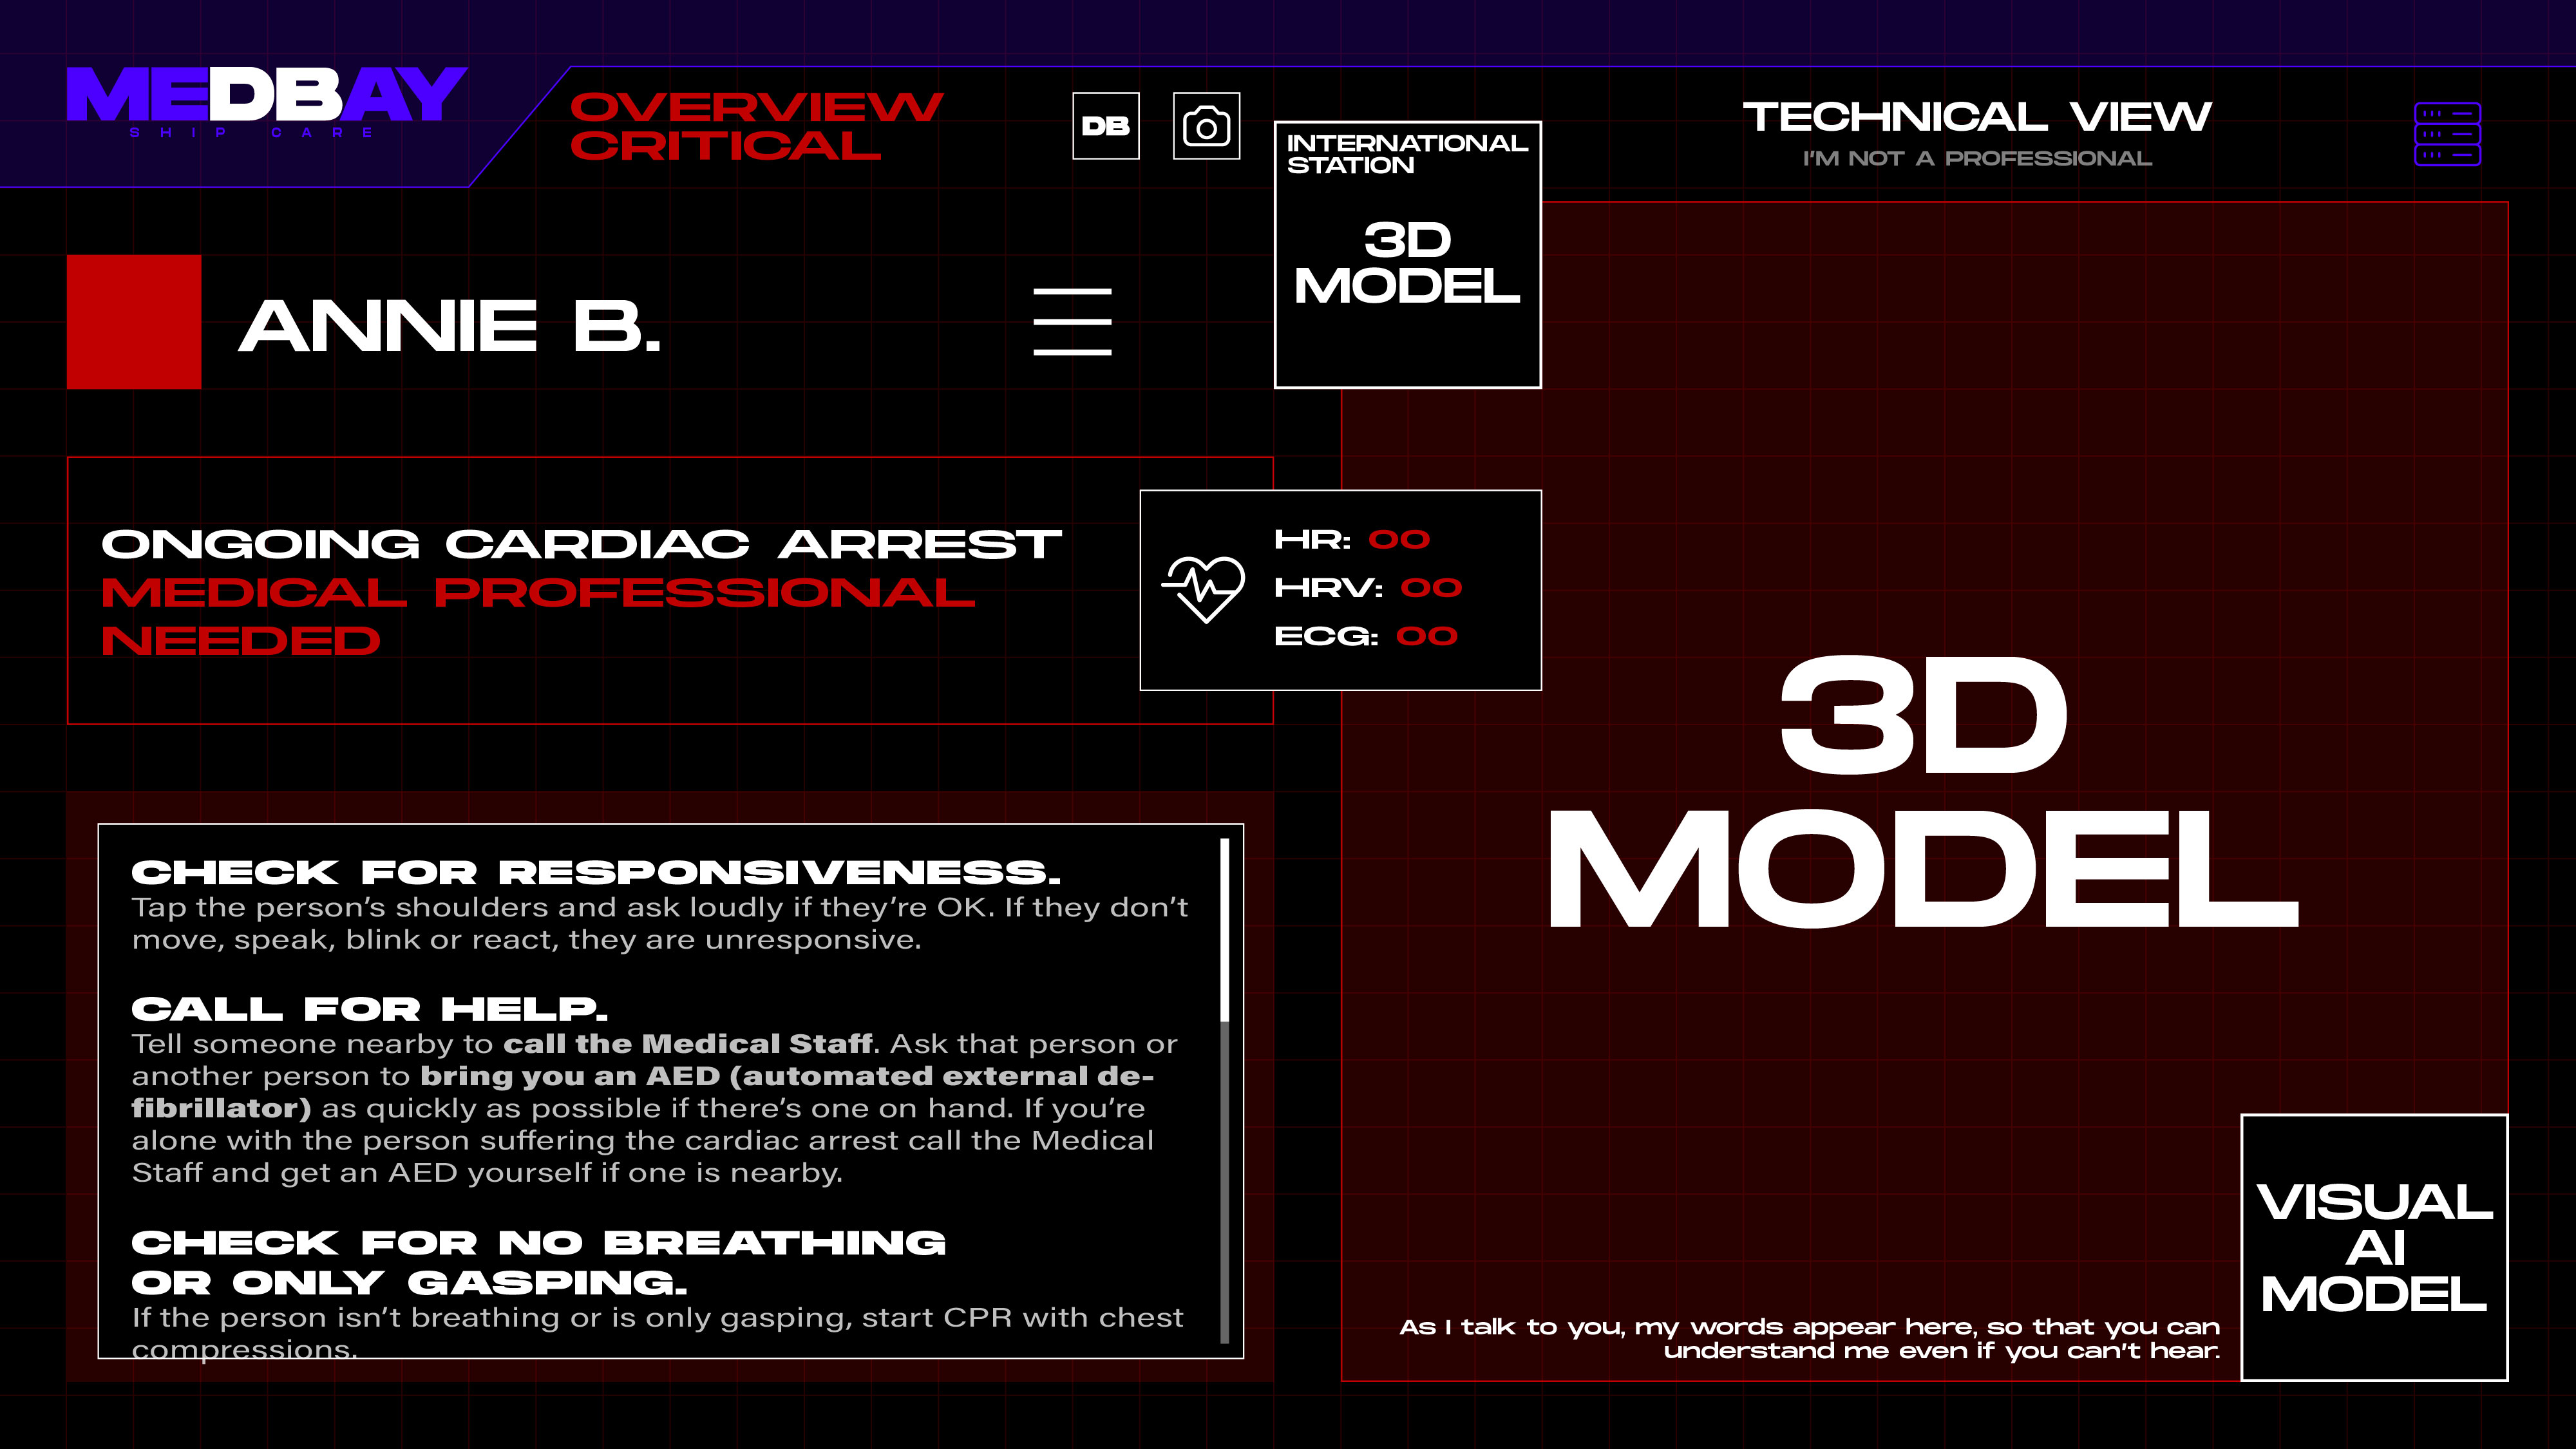 MEDBAY
SHIP CARE
OVERVIEW
CRITICAL
DB
INTERNATIONAL
STATION
3D
MODEL
TECHNICAL VIEW
I'M NOT A PROFESSIONAL
ANNIE B.
ONGOING CARDIAC ARREST
MEDICAL PROFESSIONAL
NEEDED
HR: 00
HRV: 00
ECG: 00
CHECK FOR RESPONSIVENESS.
Tap the person's shoulders and ask loudly if they're OK. If they don't
move, speak, blink or react, they are unresponsive.
CALL FOR HELP.
Tell someone nearby to call the Medical Staff. Ask that person or
another person to bring you an AED (automated external de-
fibrillator) as quickly as possible if there's one on hand. If you're
alone with the person suffering the cardiac arrest call the Medical
Staff and get an AED yourself if one is nearby.
CHECK FOR NO BREATHING
OR ONLY GASPING.
If the person isn't breathing or is only gasping, start CPR with chest
compressions.
3D
MODEL
As I talk to you, my words appear here, so that you can
understand me even if you can't hear.
VISUAL
AI
MODEL